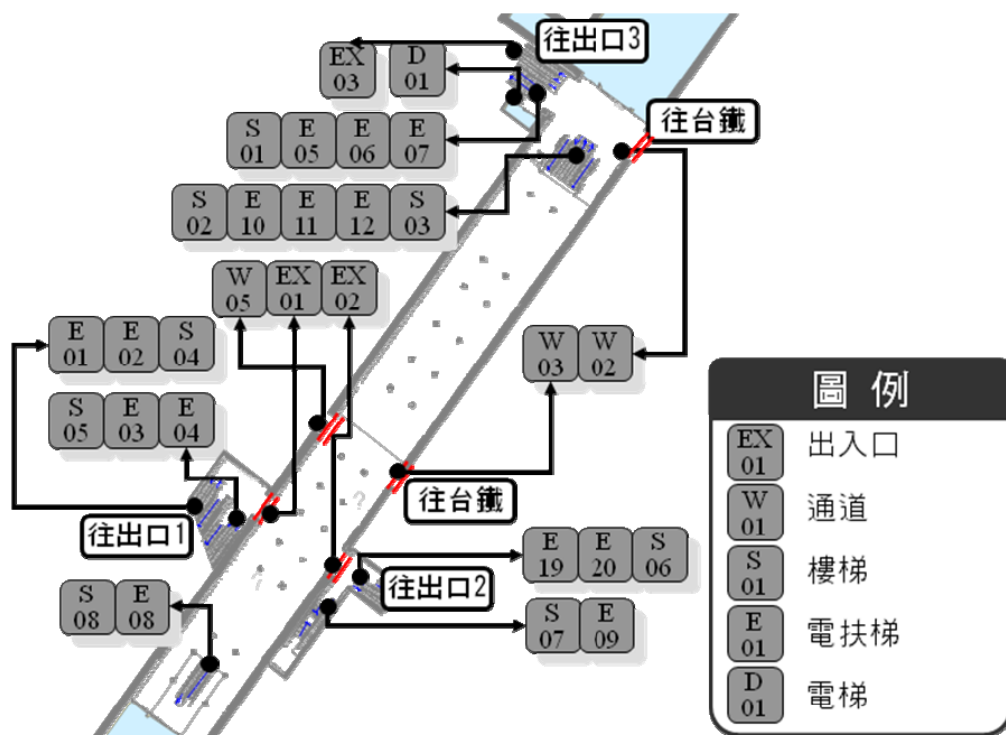 往出口3
EX 03
D 01
往台鐵
S 01
E 05
E 06
E 07
S 02
E 10
E 11
E 12
S 03
W 05
EX 01
EX 02
E 01
E 02
S 04
W 03
W 02
S 05
E 03
E 04
往出口1
往台鐵
?
?
E 19
E 20
S 06
往出口2
S 08
E 08
S 07
E 09
圖例
EX 01
出入口
W 01
通道
S 01
樓梯
E 01
電扶梯
D 01
電梯